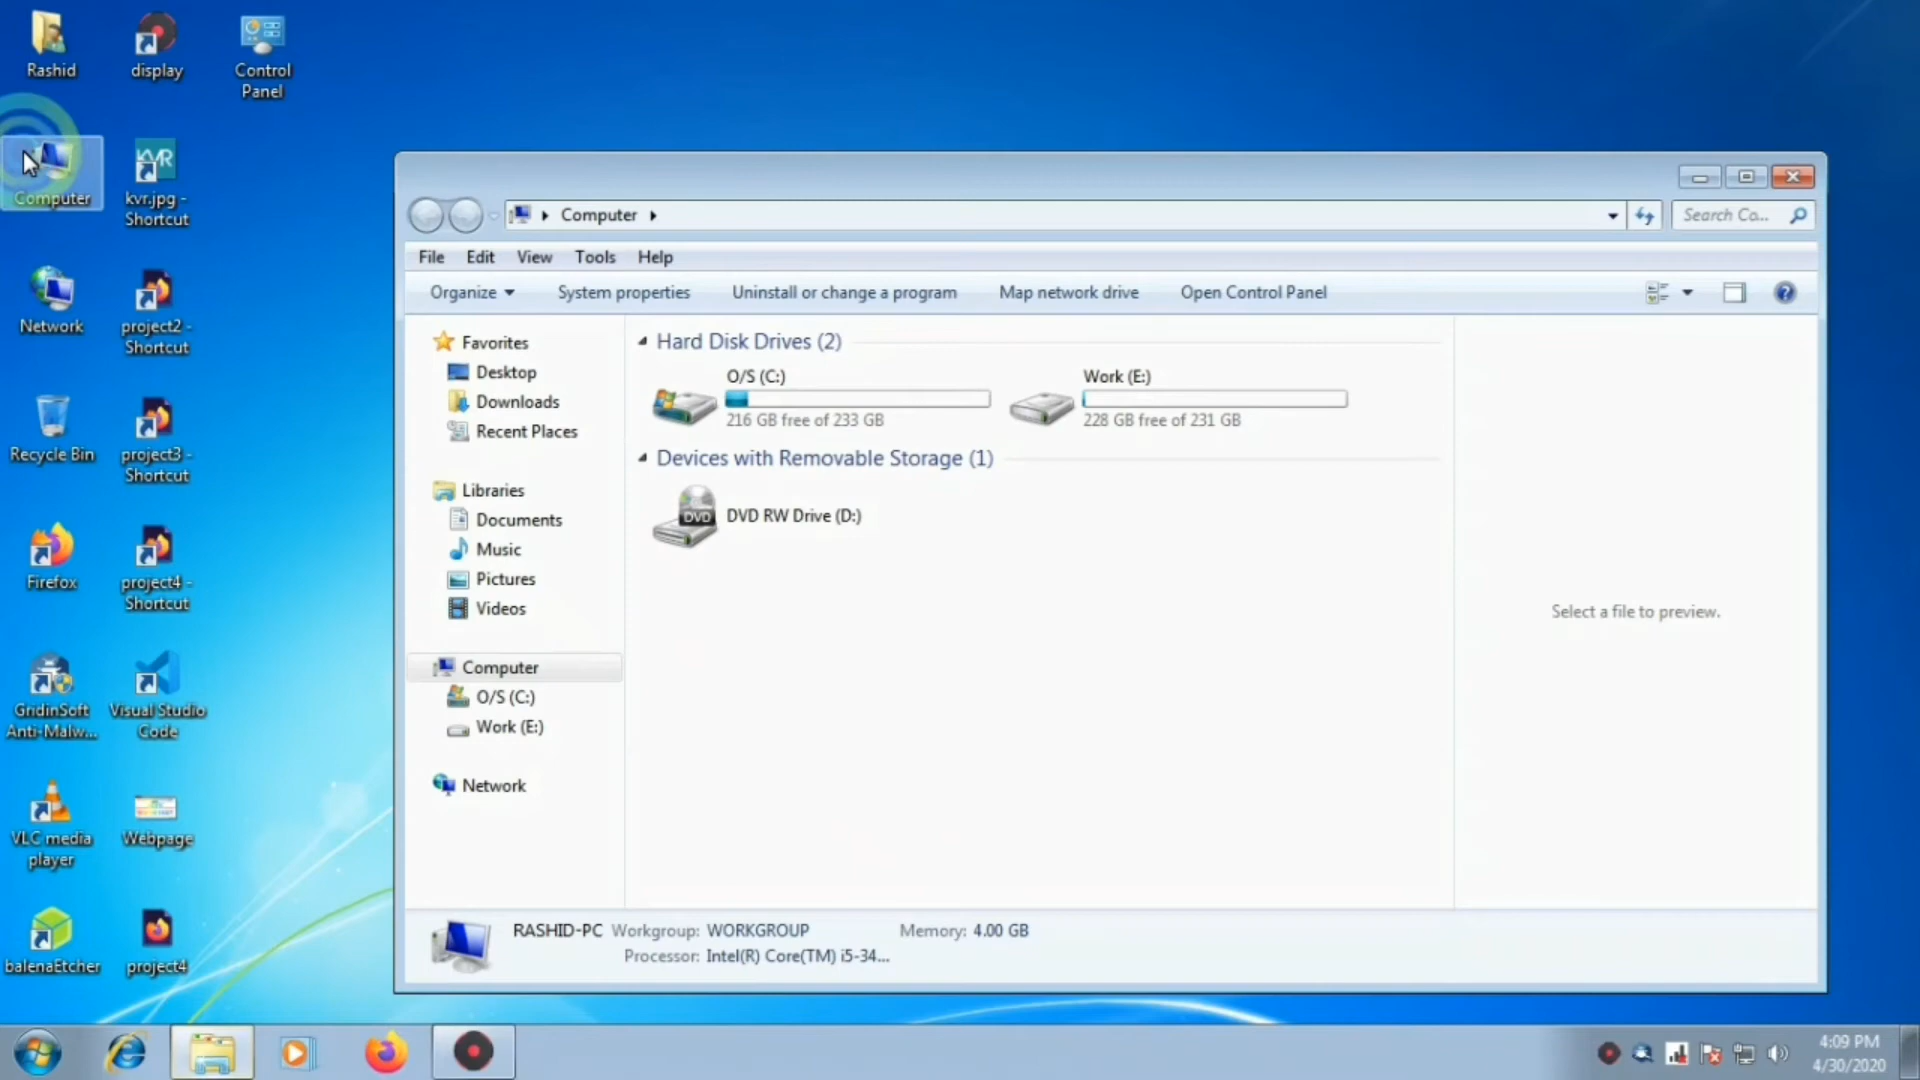 Rashid
display
Control
Panel
Computer
kvr.jpg -
Shortcut
Network
project2 -
Shortcut
Recycle Bin
project3 -
Shortcut
Firefox
project4 -
Shortcut
GridinSoft
Anti-Malw...
Visual Studio
Code
VLC media
player
Webpage
balenaEtcher
project4
Computer
Search Co...
File Edit View Tools Help
Organize System properties Uninstall or change a program Map network drive Open Control Panel
Favorites
Desktop
Downloads
Recent Places
Libraries
Documents
Music
Pictures
Videos
Computer
O/S (C:)
Work (E:)
Network
Hard Disk Drives (2)
O/S (C:)
216 GB free of 233 GB
Work (E:)
228 GB free of 231 GB
Devices with Removable Storage (1)
DVD
DVD RW Drive (D:)
Select a file to preview.
RASHID-PC Workgroup: WORKGROUP Memory: 4.00 GB
Processor: Intel(R) Core(TM) i5-34...
4:09 PM
4/30/2020